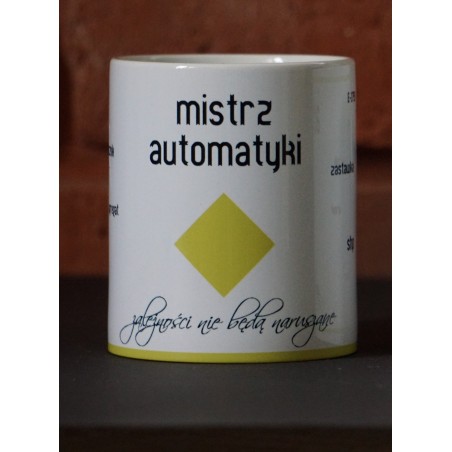 mistrz
automatyki
zależności nie będą naruszane